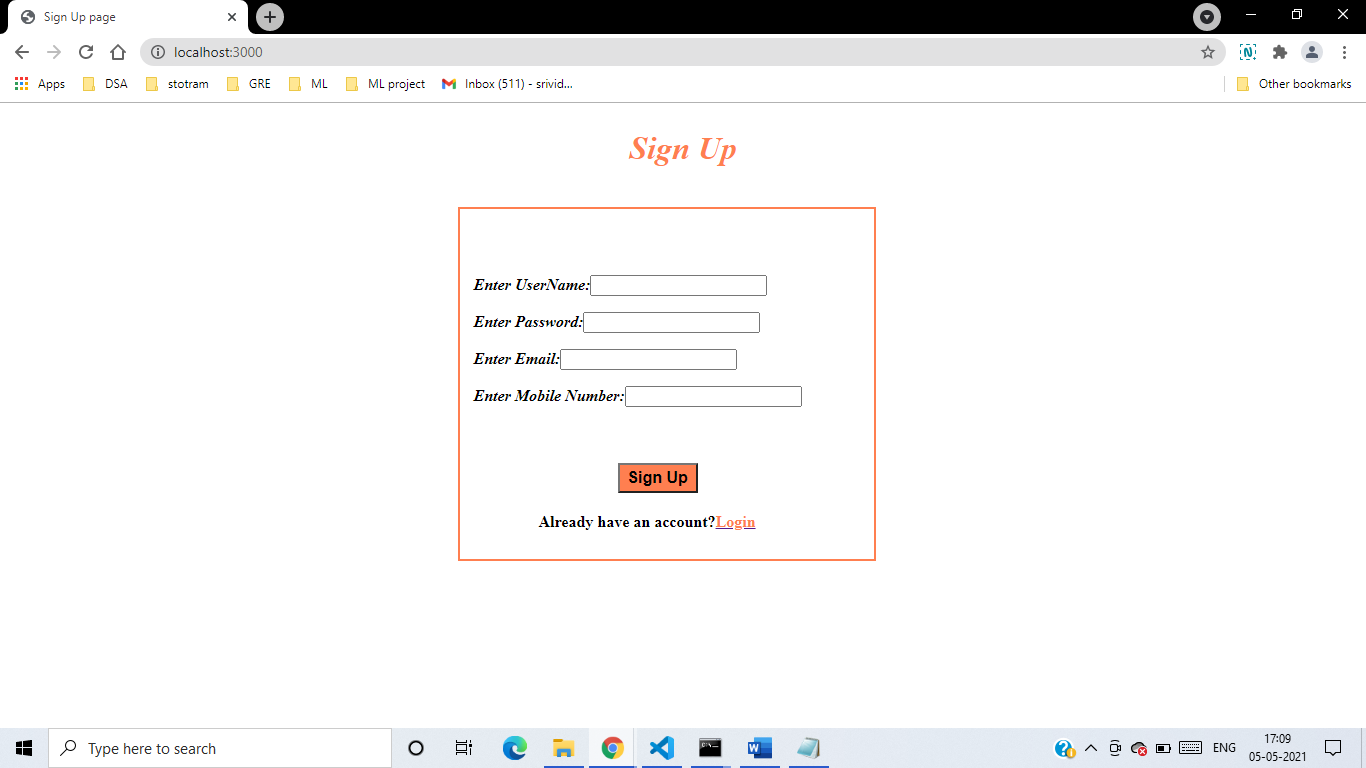 Sign Up page
localhost:3000
Apps DSA stotram GRE ML ML project Inbox (511) - srivid... Other bookmarks
Sign Up
Enter UserName:
Enter Password:
Enter Email:
Enter Mobile Number:
Sign Up
Already have an account?Login
Type here to search
ENG
17:09
05-05-2021